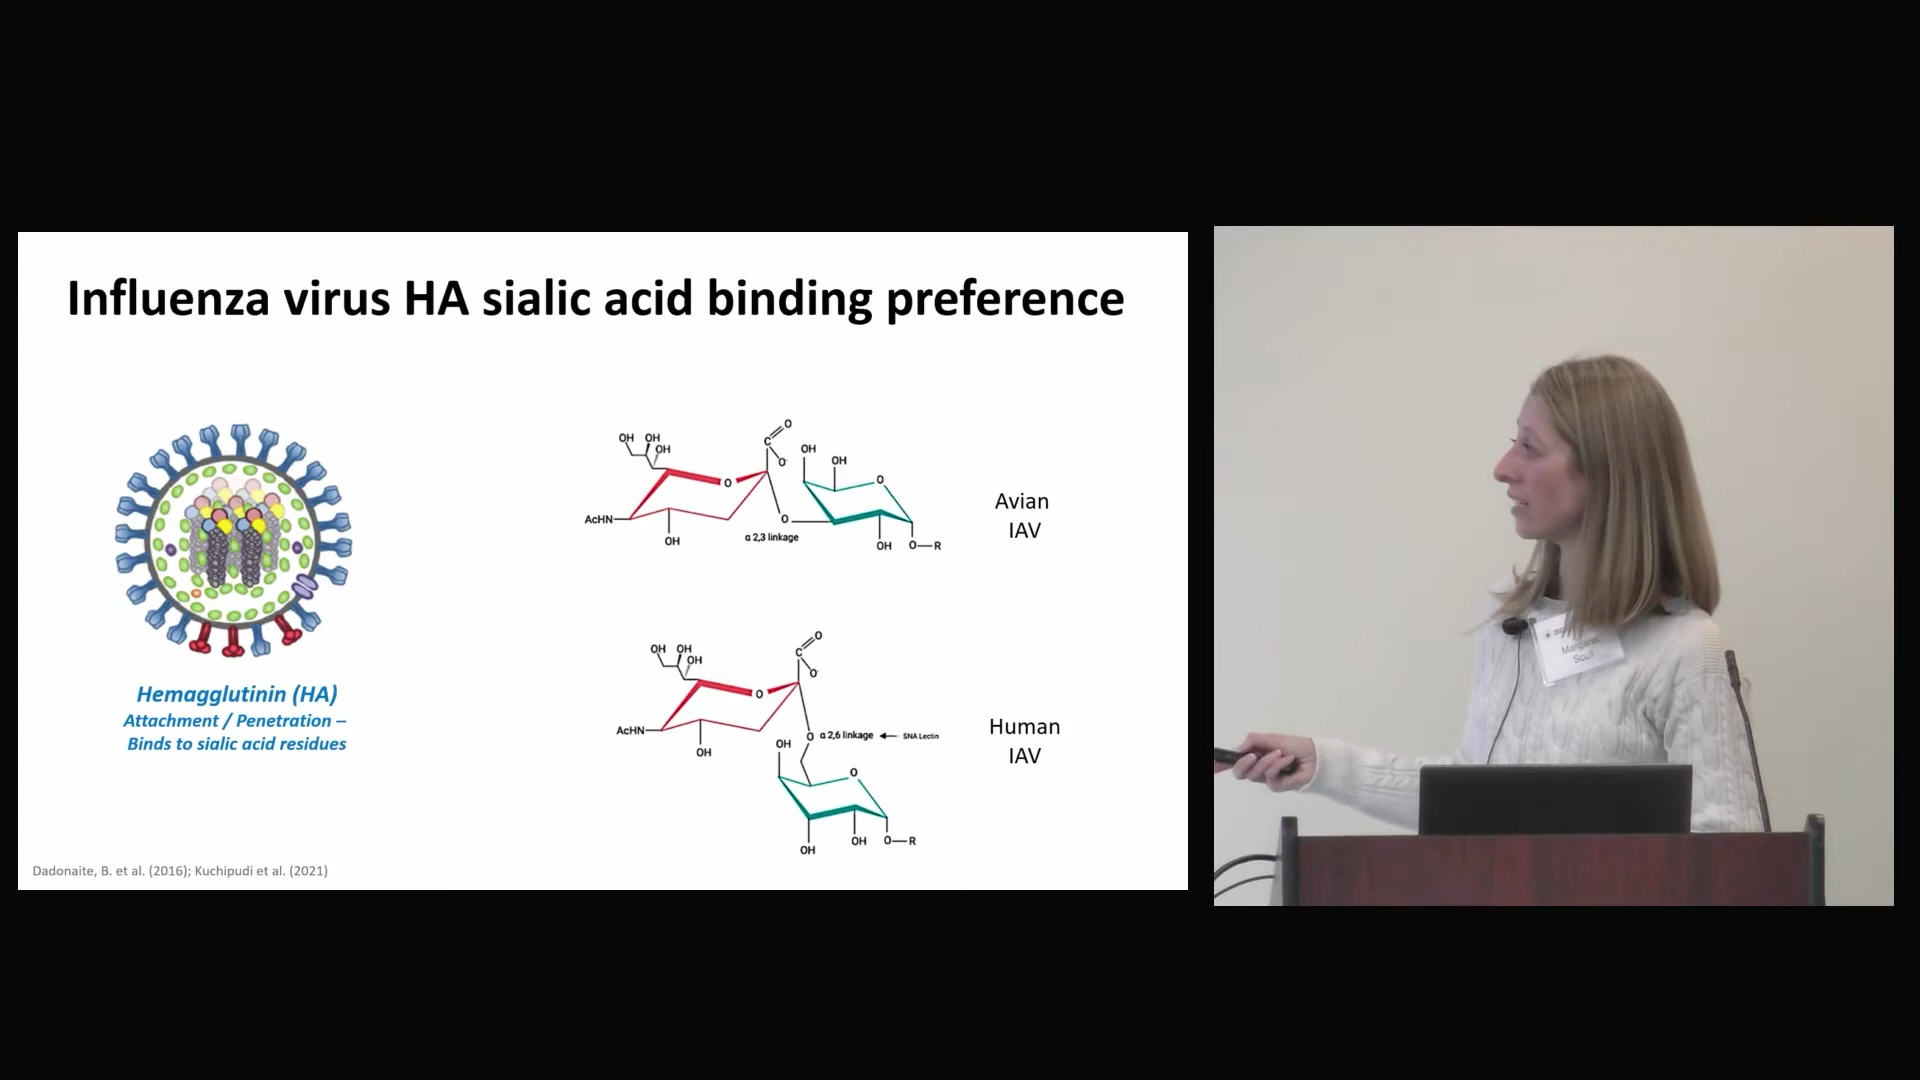 Influenza virus HA sialic acid binding preference
OH OH
OH
C
O
O-
O
AcHN
OH
O
α 2,3 linkage
OH
OH
O
OH
O—R
Avian
IAV
OH OH
OH
C
O
O-
O
AcHN
OH
O
α 2,6 linkage
SNA Lectin
OH
O
OH
OH
O—R
Human
IAV
Hemagglutinin (HA)
Attachment / Penetration –
Binds to sialic acid residues
Dadonaite, B. et al. (2016); Kuchipudi et al. (2021)
Margaret
Scull